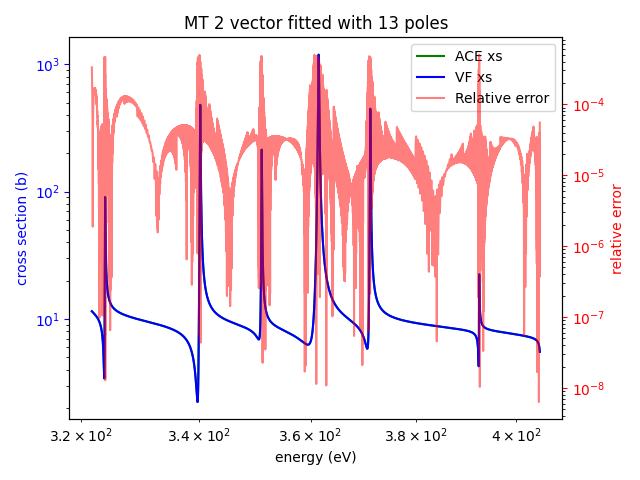 MT 2 vector fitted with 13 poles
ACE xs
VF xs
Relative error
cross section (b)
10³
10²
10¹
relative error
10⁻⁴
10⁻⁵
10⁻⁶
10⁻⁷
10⁻⁸
3.2 × 10² 3.4 × 10² 3.6 × 10² 3.8 × 10² 4 × 10²
energy (eV)